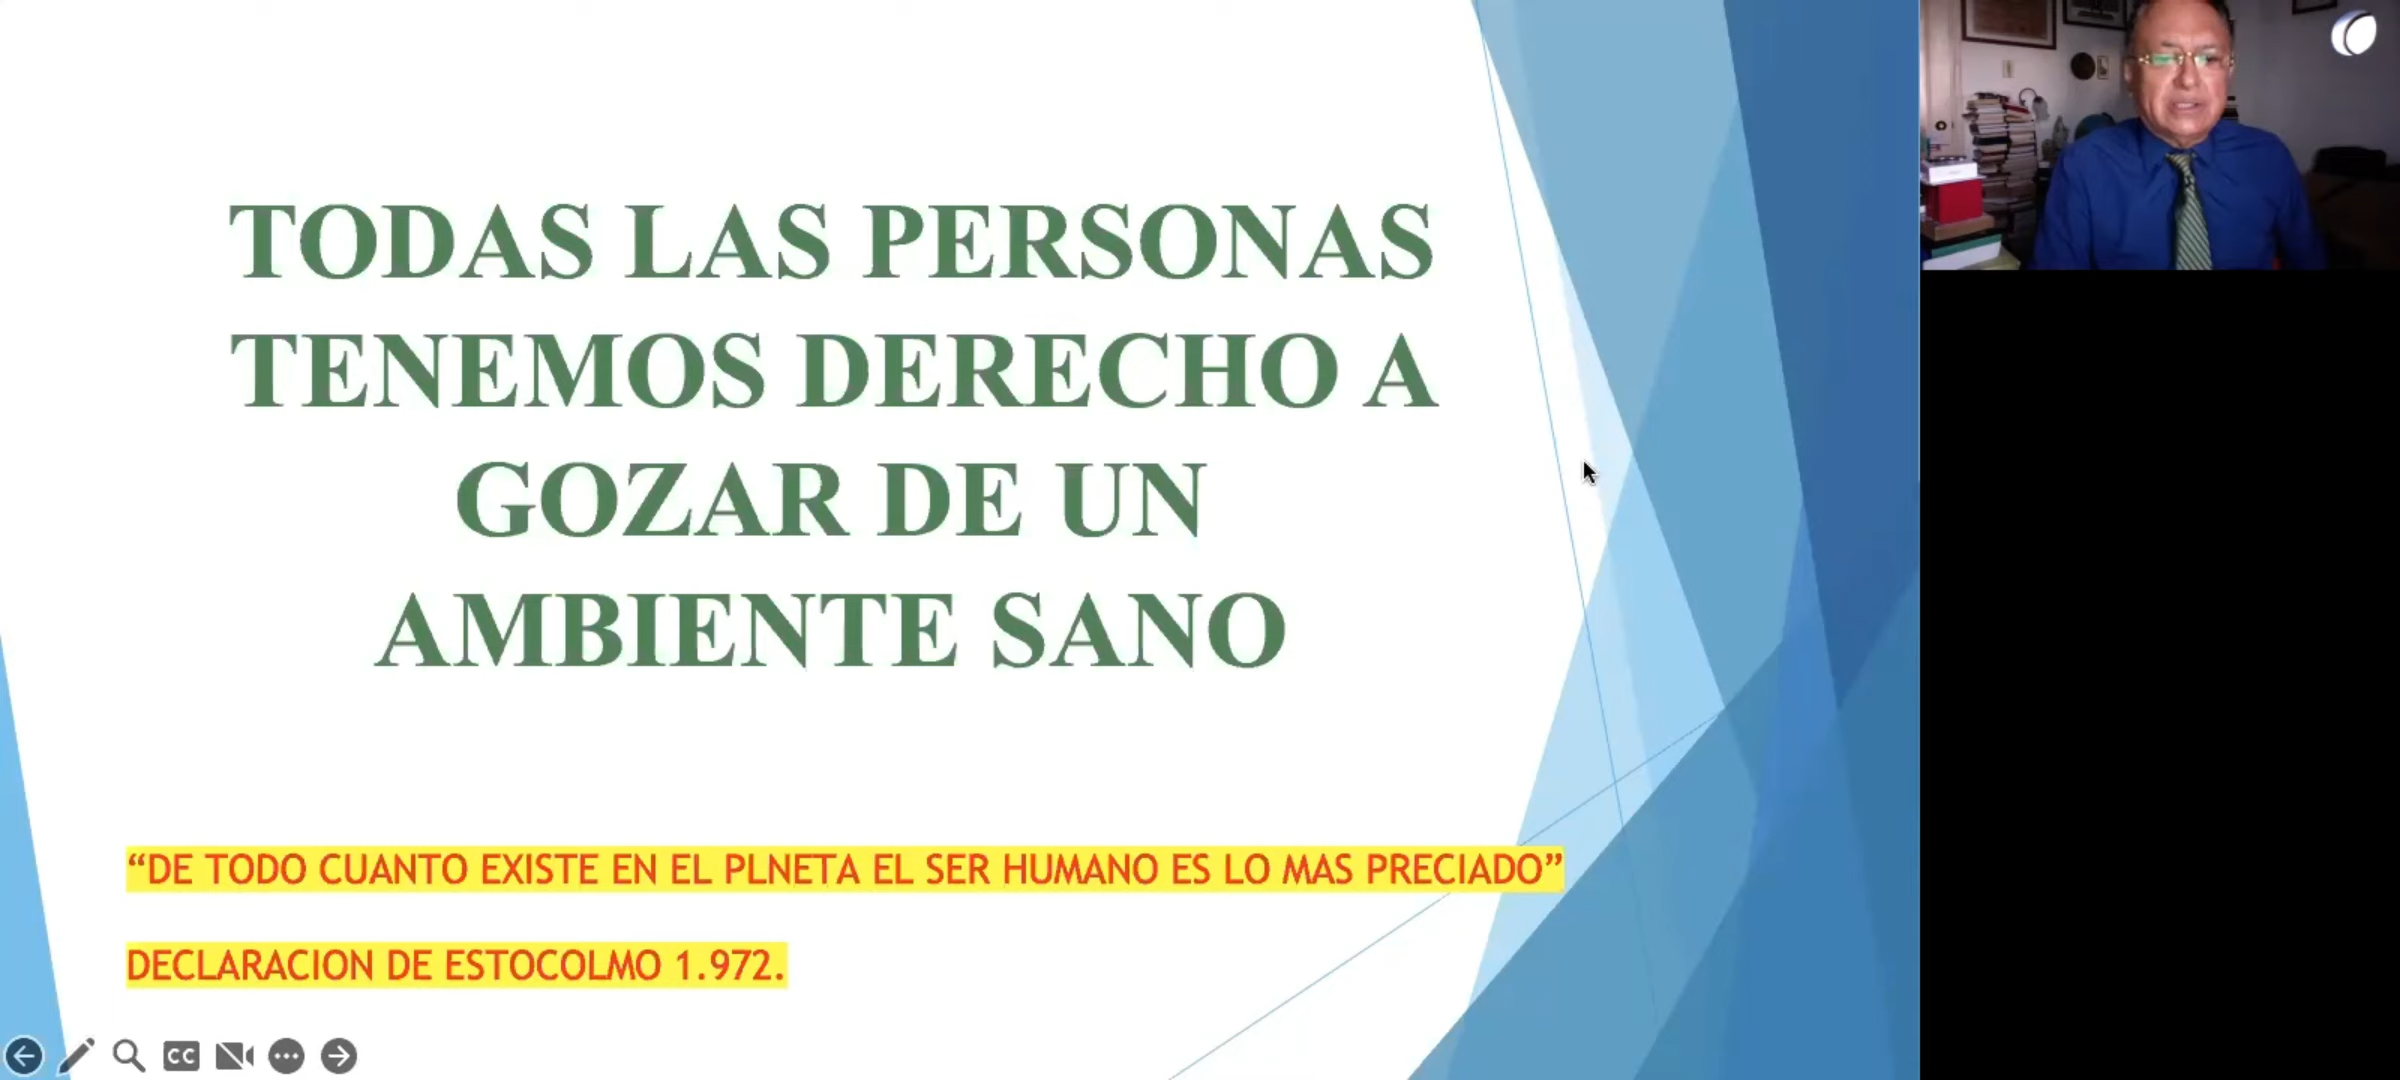 TODAS LAS PERSONAS
TENEMOS DERECHO A
GOZAR DE UN
AMBIENTE SANO
“DE TODO CUANTO EXISTE EN EL PLNETA EL SER HUMANO ES LO MAS PRECIADO”
DECLARACION DE ESTOCOLMO 1.972.
CC